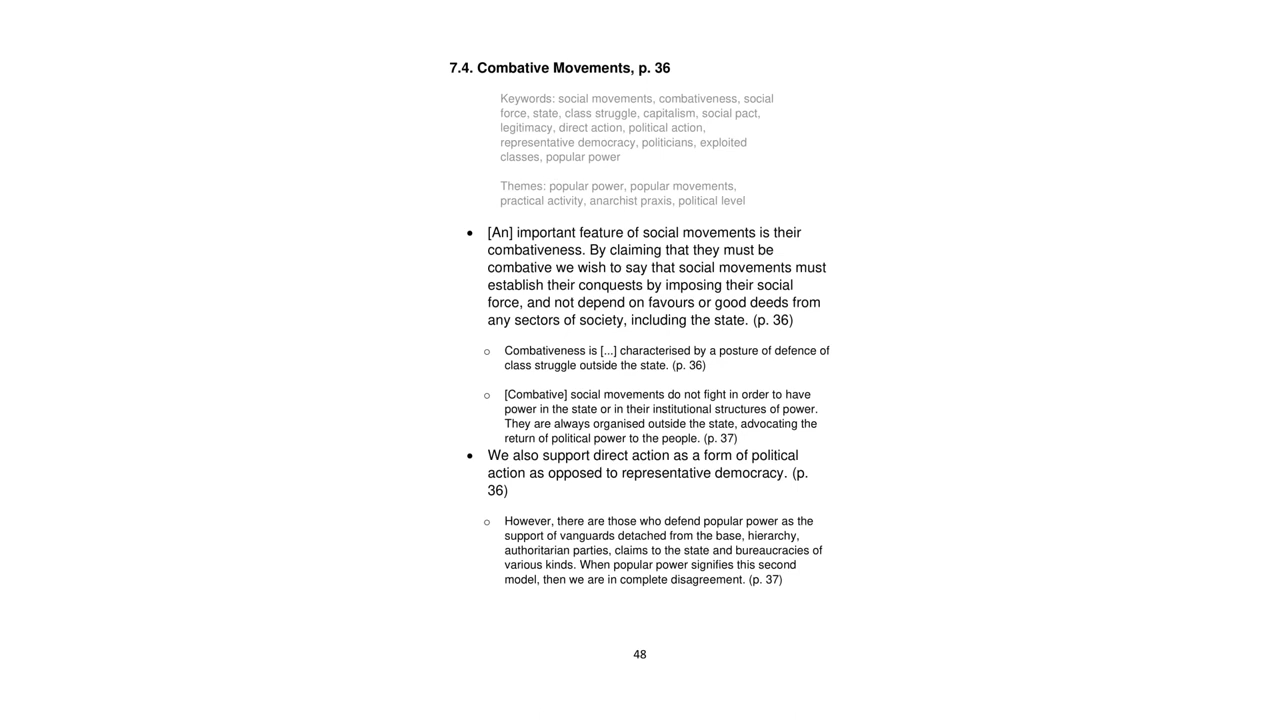 7.4. Combative Movements, p. 36
Keywords: social movements, combativeness, social
force, state, class struggle, capitalism, social pact,
legitimacy, direct action, political action,
representative democracy, politicians, exploited
classes, popular power
Themes: popular power, popular movements,
practical activity, anarchist praxis, political level
• [An] important feature of social movements is their
combativeness. By claiming that they must be
combative we wish to say that social movements must
establish their conquests by imposing their social
force, and not depend on favours or good deeds from
any sectors of society, including the state. (p. 36)
o Combativeness is [...] characterised by a posture of defence of
class struggle outside the state. (p. 36)
o [Combative] social movements do not fight in order to have
power in the state or in their institutional structures of power.
They are always organised outside the state, advocating the
return of political power to the people. (p. 37)
• We also support direct action as a form of political
action as opposed to representative democracy. (p.
36)
o However, there are those who defend popular power as the
support of vanguards detached from the base, hierarchy,
authoritarian parties, claims to the state and bureaucracies of
various kinds. When popular power signifies this second
model, then we are in complete disagreement. (p. 37)
48